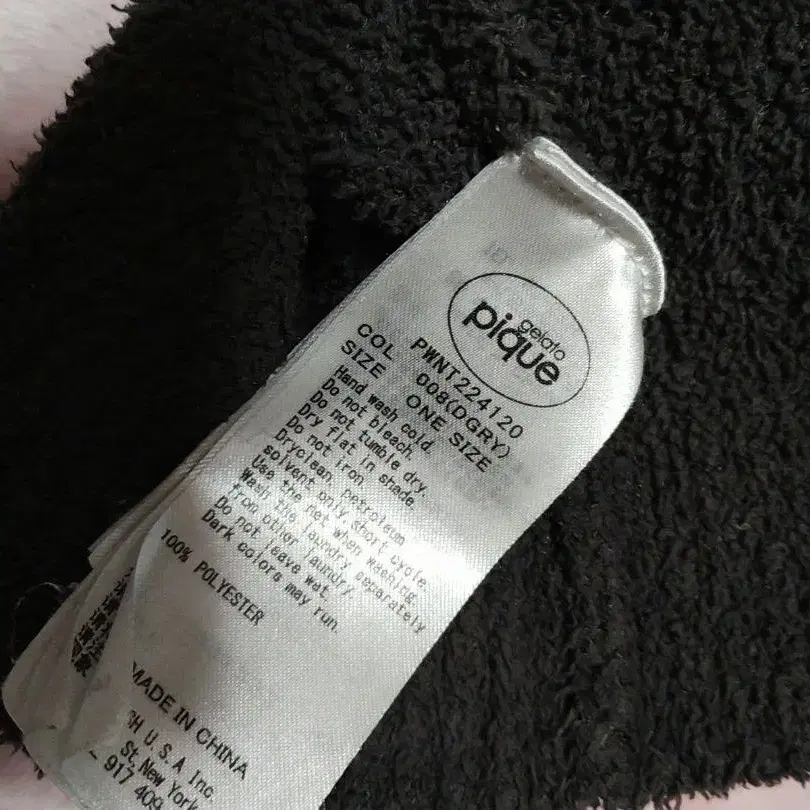 gelato
pique
PWNT224120
COL 008(DGRY)
SIZE ONE SIZE
Hand wash cold.
Do not bleach.
Do not tumble dry.
Dry flat in shade.
Do not iron.
Dryclean, petroleum
solvent only, short cycle.
Use the net when washing.
Wash the laundry separately
from other laundry.
Do not leave wet.
Dark colors may run.
100% POLYESTER
MADE IN CHINA
U.S.A Inc.
St. New York
917 409